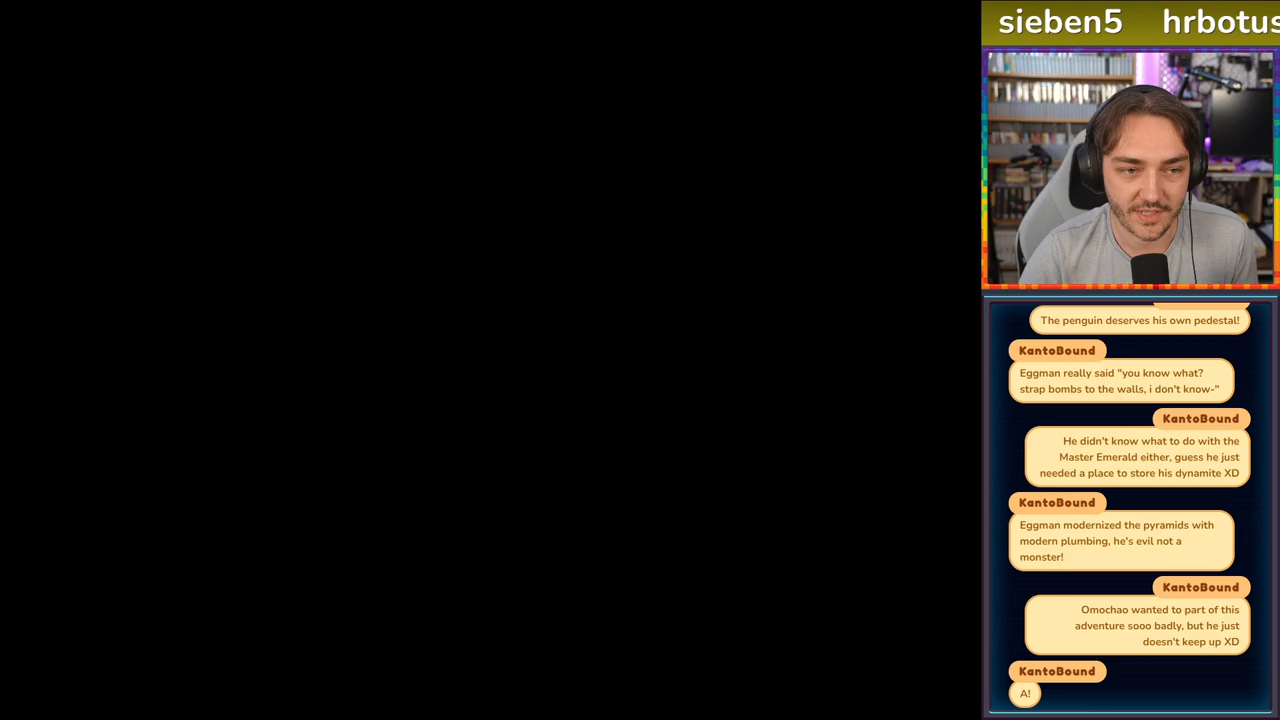 sieben5 hrbotus
The penguin deserves his own pedestal!
KantoBound
Eggman really said "you know what?
strap bombs to the walls, i don't know-"
KantoBound
He didn't know what to do with the
Master Emerald either, guess he just
needed a place to store his dynamite XD
KantoBound
Eggman modernized the pyramids with
modern plumbing, he's evil not a
monster!
KantoBound
Omochao wanted to part of this
adventure sooo badly, but he just
doesn't keep up XD
KantoBound
A!